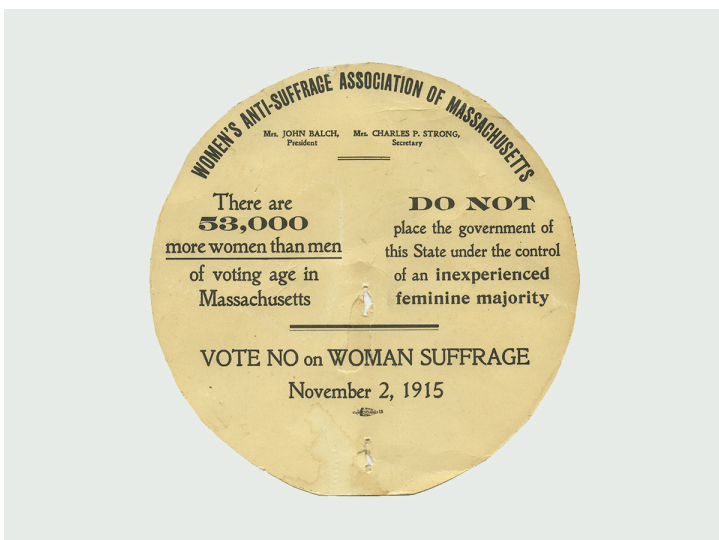 WOMEN'S ANTI-SUFFRAGE ASSOCIATION OF MASSACHUSETTS
Mrs. JOHN BALCH,
President
Mrs. CHARLES P. STRONG,
Secretary
There are
53,000
more women than men
of voting age in
Massachusetts
DO NOT
place the government of
this State under the control
of an inexperienced
feminine majority
VOTE NO on WOMAN SUFFRAGE
November 2, 1915